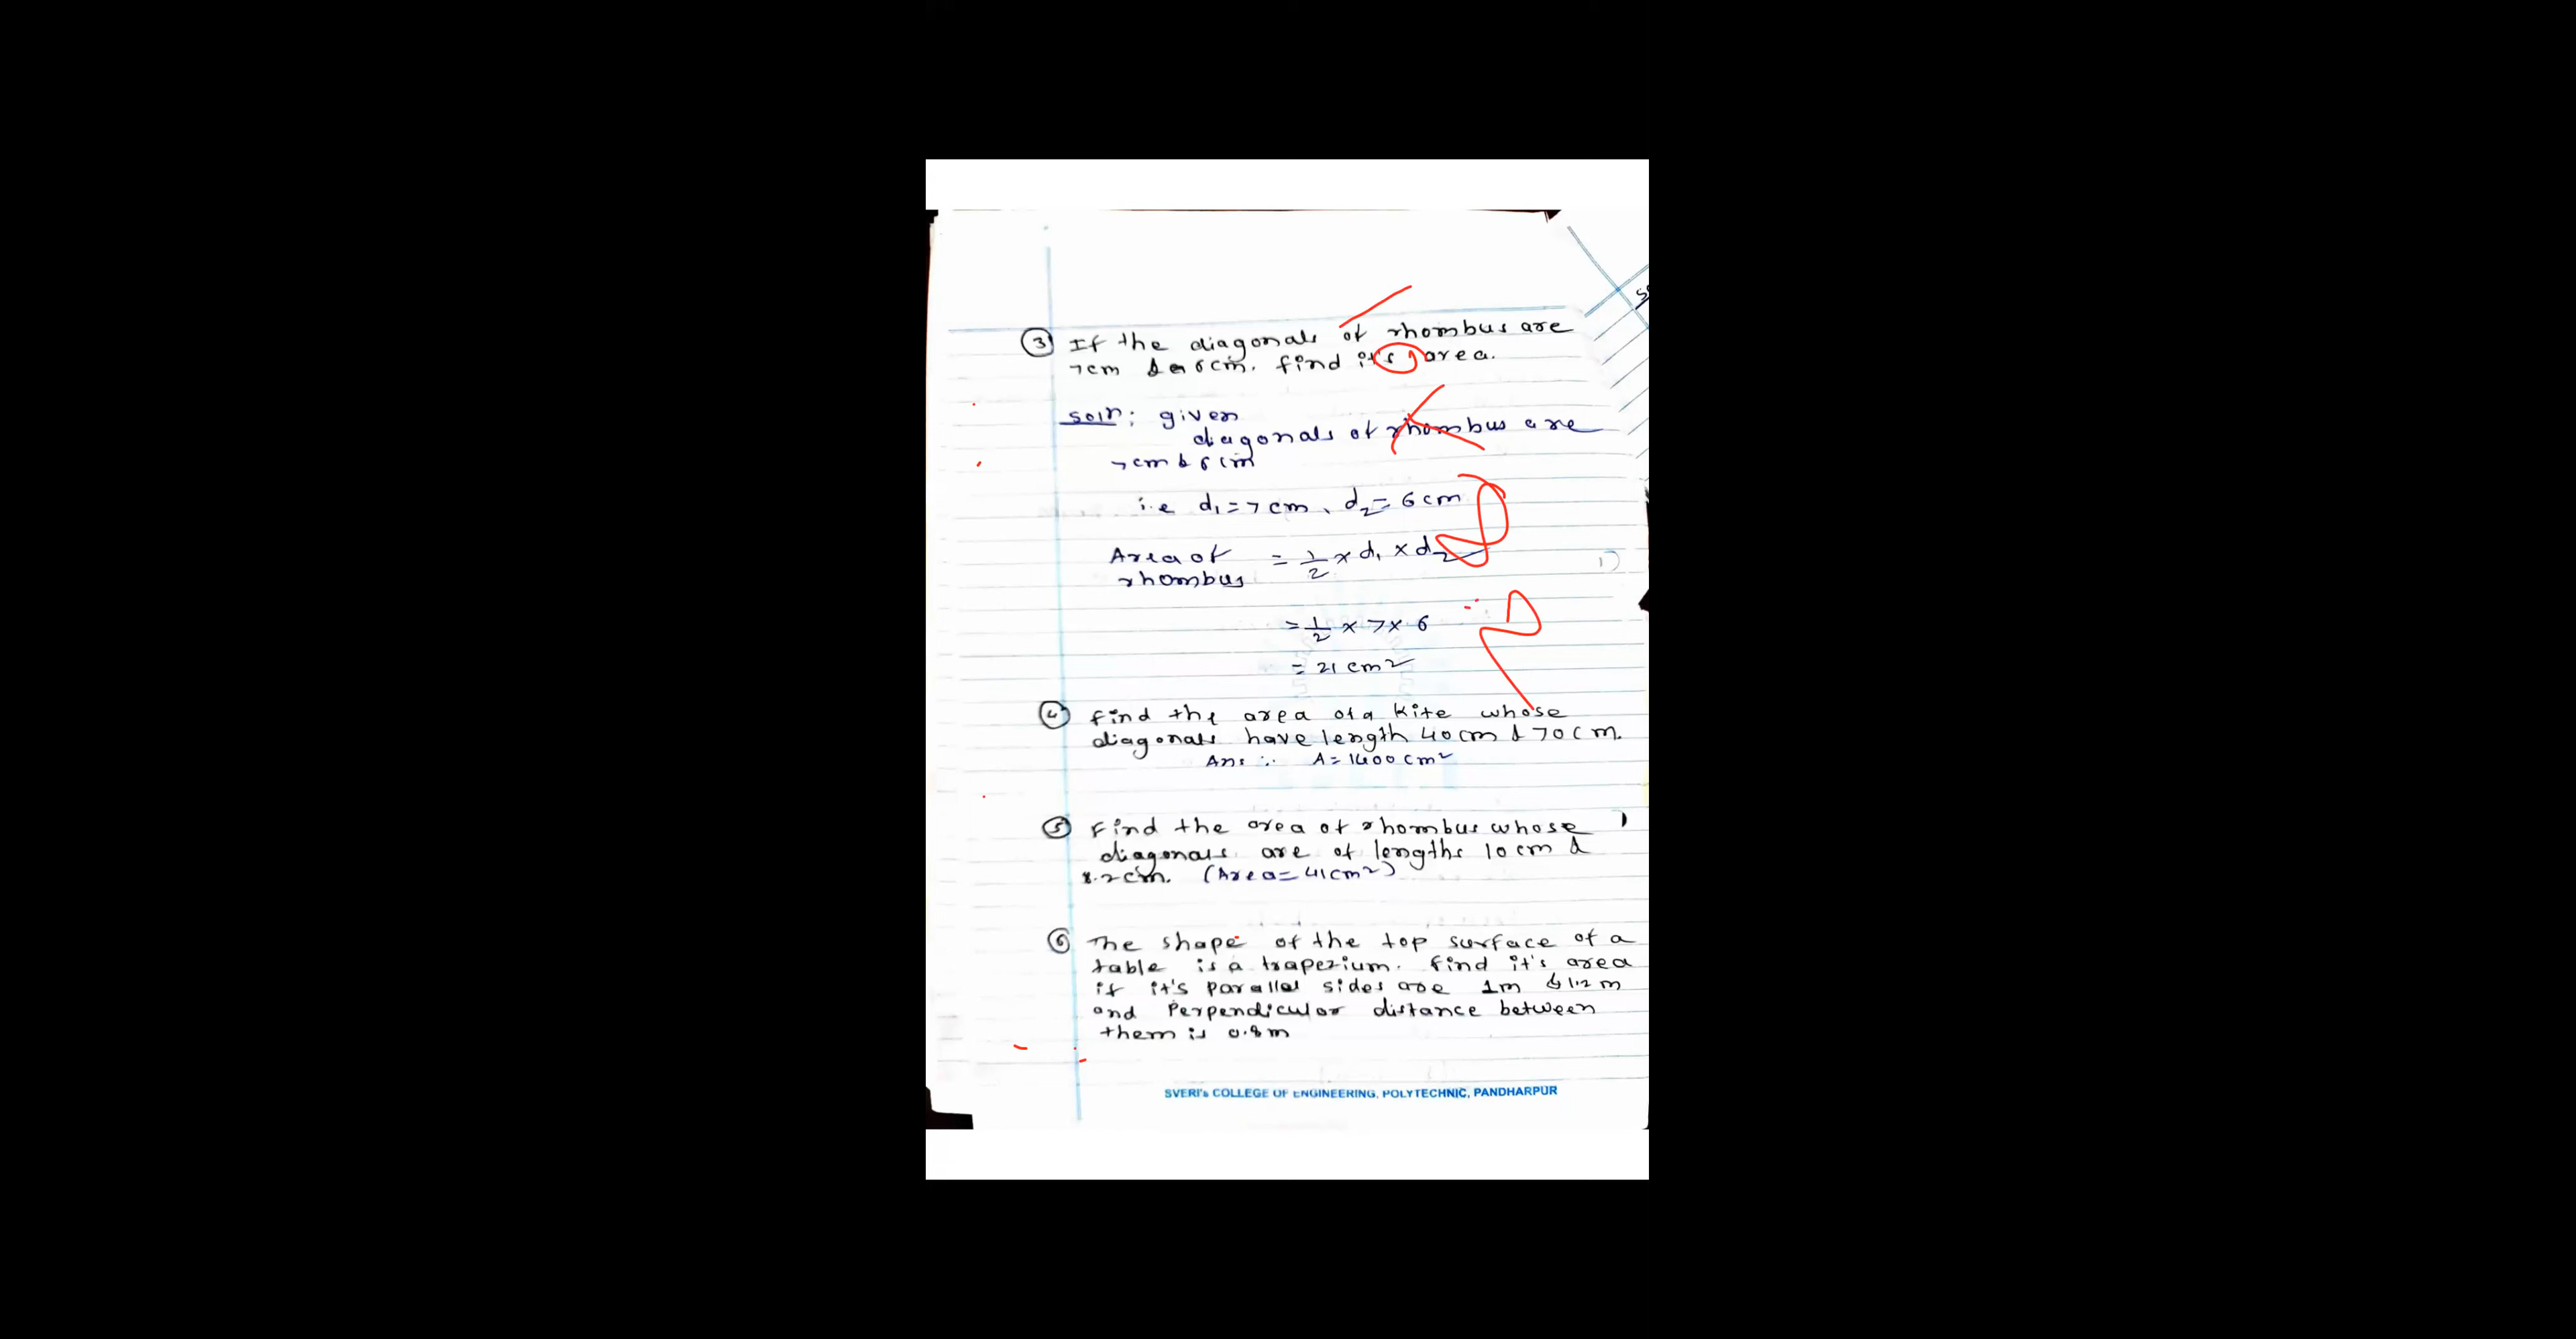 ③ If the diagonals of rhombus are
7cm & 6cm. find it's area.
Soln: given
diagonals of rhombus are
7cm & 6cm
i.e d₁ = 7cm, d₂ = 6cm
Area of = 1/2 × d₁ × d₂
rhombus
= 1/2 × 7 × 6
= 21 cm²
④ find the area of a kite whose
diagonals have length 40cm & 70cm.
Ans ∴ A = 1400 cm²
⑤ Find the area of rhombus whose
diagonals are of lengths 10cm &
8.2cm. (Area = 41cm²)
⑥ The shape of the top surface of a
table is a trapezium. find it's area
if it's parallel sides are 1m & 1.2m
and Perpendicular distance between
them is 0.8m
SVERI's COLLEGE OF ENGINEERING, POLYTECHNIC, PANDHARPUR